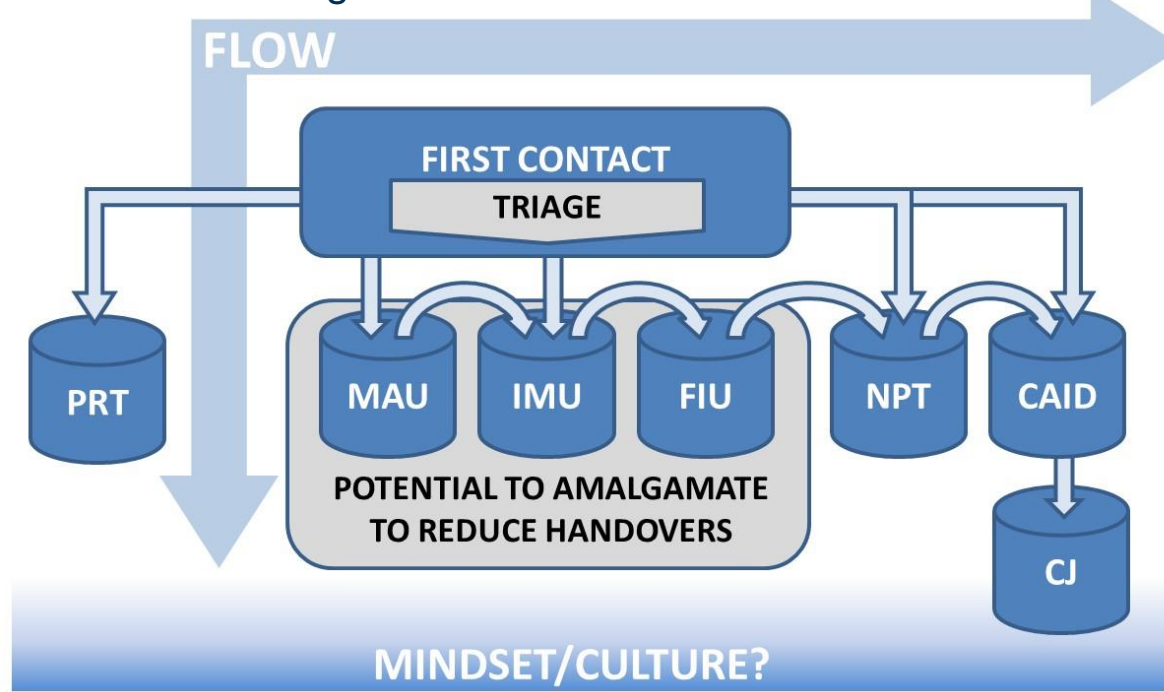 FLOW
FIRST CONTACT
TRIAGE
PRT
MAU
IMU
FIU
NPT
CAID
POTENTIAL TO AMALGAMATE
TO REDUCE HANDOVERS
CJ
MINDSET/CULTURE?